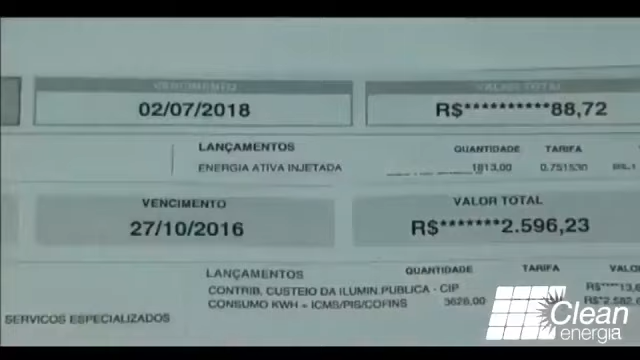 VENCIMENTO VALOR TOTAL
02/07/2018 R$**********88,72
LANÇAMENTOS QUANTIDADE TARIFA
ENERGIA ATIVA INJETADA 1813,00 0.751530
VENCIMENTO VALOR TOTAL
27/10/2016 R$*******2.596,23
LANÇAMENTOS QUANTIDADE TARIFA VALOR
CONTRIB. CUSTEIO DA ILUMIN PUBLICA - CIP
CONSUMO KWH = ICMS/PIS/COFINS 3626,00
SERVICOS ESPECIALIZADOS
Clean
energia